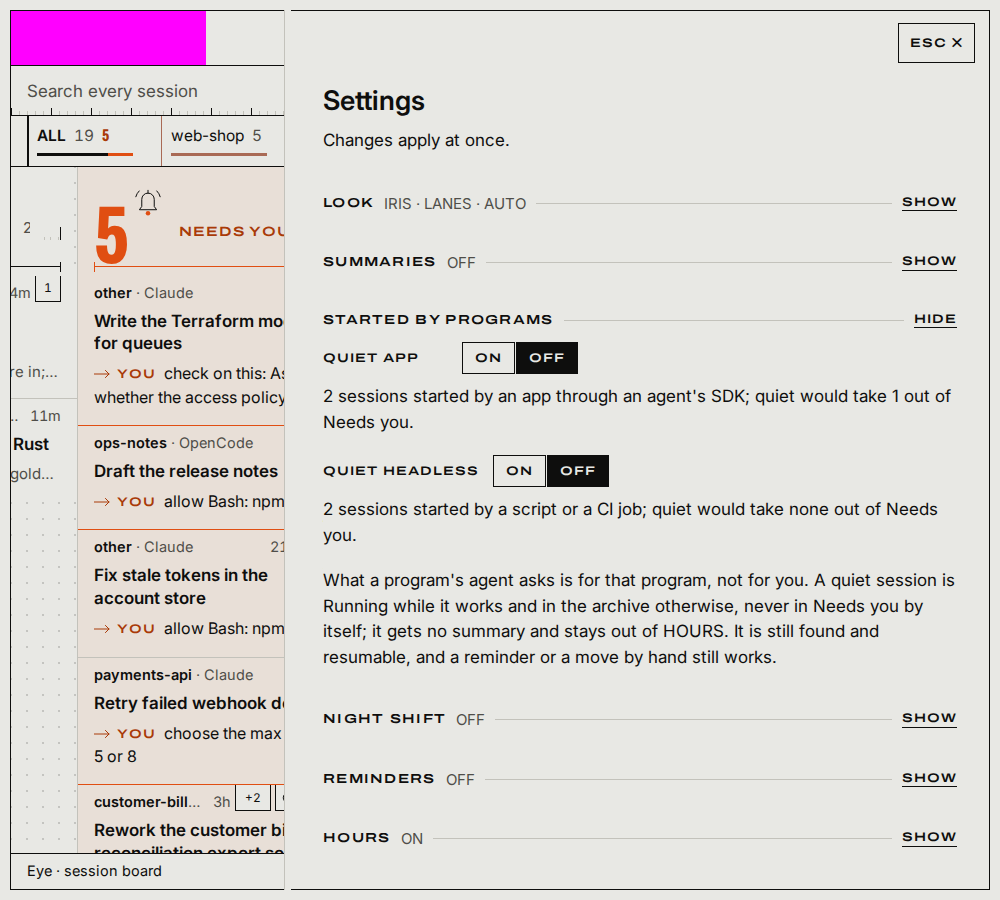 ESC ✕
Search every session
ALL 19 5
web-shop 5
2
4m 1
re in;...
.. 11m
Rust
gold...
5
NEEDS YOU
other · Claude
Write the Terraform mo
for queues
→ YOU check on this: As
whether the access policy
ops-notes · OpenCode
Draft the release notes
→ YOU allow Bash: npm
other · Claude 21
Fix stale tokens in the
account store
→ YOU allow Bash: npm
payments-api · Claude
Retry failed webhook de
→ YOU choose the max
5 or 8
customer-bill... 3h +2
Rework the customer bi
reconciliation export so
Eye · session board
Settings
Changes apply at once.
LOOK IRIS · LANES · AUTO SHOW
SUMMARIES OFF SHOW
STARTED BY PROGRAMS HIDE
QUIET APP ON OFF
2 sessions started by an app through an agent's SDK; quiet would take 1 out of
Needs you.
QUIET HEADLESS ON OFF
2 sessions started by a script or a CI job; quiet would take none out of Needs
you.
What a program's agent asks is for that program, not for you. A quiet session is
Running while it works and in the archive otherwise, never in Needs you by
itself; it gets no summary and stays out of HOURS. It is still found and
resumable, and a reminder or a move by hand still works.
NIGHT SHIFT OFF SHOW
REMINDERS OFF SHOW
HOURS ON SHOW